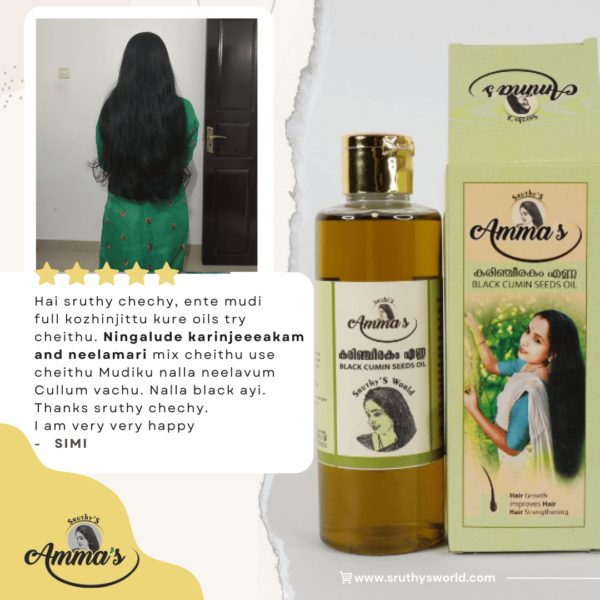 Hai sruthy chechy, ente mudi
full kozhinjittu kure oils try
cheithu. Ningalude karinjeeeakam
and neelamari mix cheithu use
cheithu Mudiku nalla neelavum
Cullum vachu. Nalla black ayi.
Thanks sruthy chechy.
I am very very happy
- SIMI
Sruthy'S
Amma's
Sruthy'S
Amma's
കരിഞ്ചീരകം എണ്ണ
BLACK CUMIN SEEDS OIL
Sruthy'S World
Amma's
Sruthy'S
Sruthy'S
Amma's
കരിഞ്ചീരകം എണ്ണ
BLACK CUMIN SEEDS OIL
Hair Growth
Improves Hair
Hair Strengthening
www.sruthysworld.com